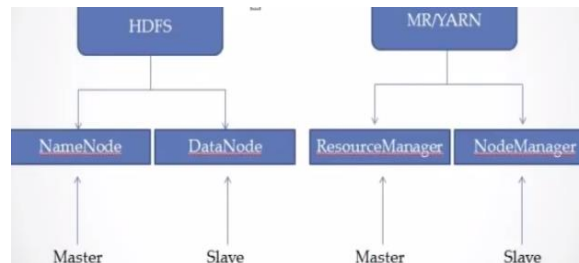 HDFS
MR/YARN
NameNode
DataNode
ResourceManager
NodeManager
Master
Slave
Master
Slave